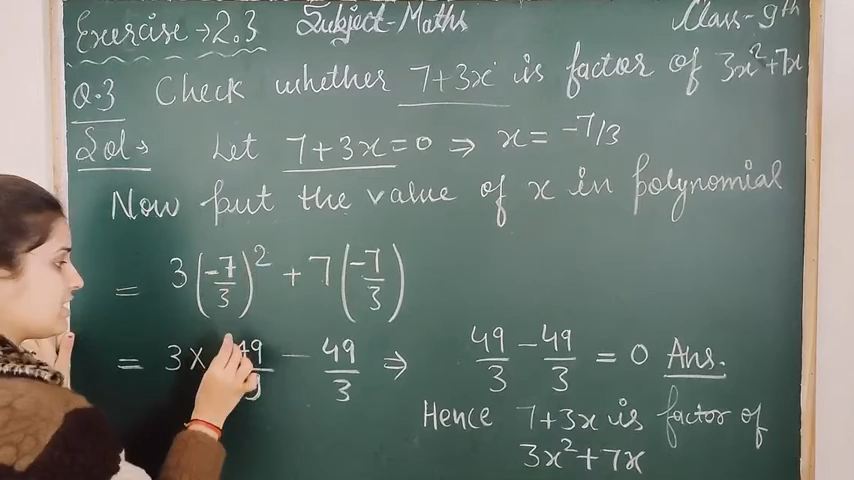 Exercise → 2.3 Subject-Maths Class-9th
Q.3 Check whether 7+3x is factor of 3x²+7x
Sol → Let 7+3x=0 ⇒ x= -7/3
Now put the value of x in polynomial
= 3(-7/3)² + 7(-7/3)
= 3 × 49/9 - 49/3 ⇒ 49/3 - 49/3 = 0 Ans.
Hence 7+3x is factor of
3x²+7x